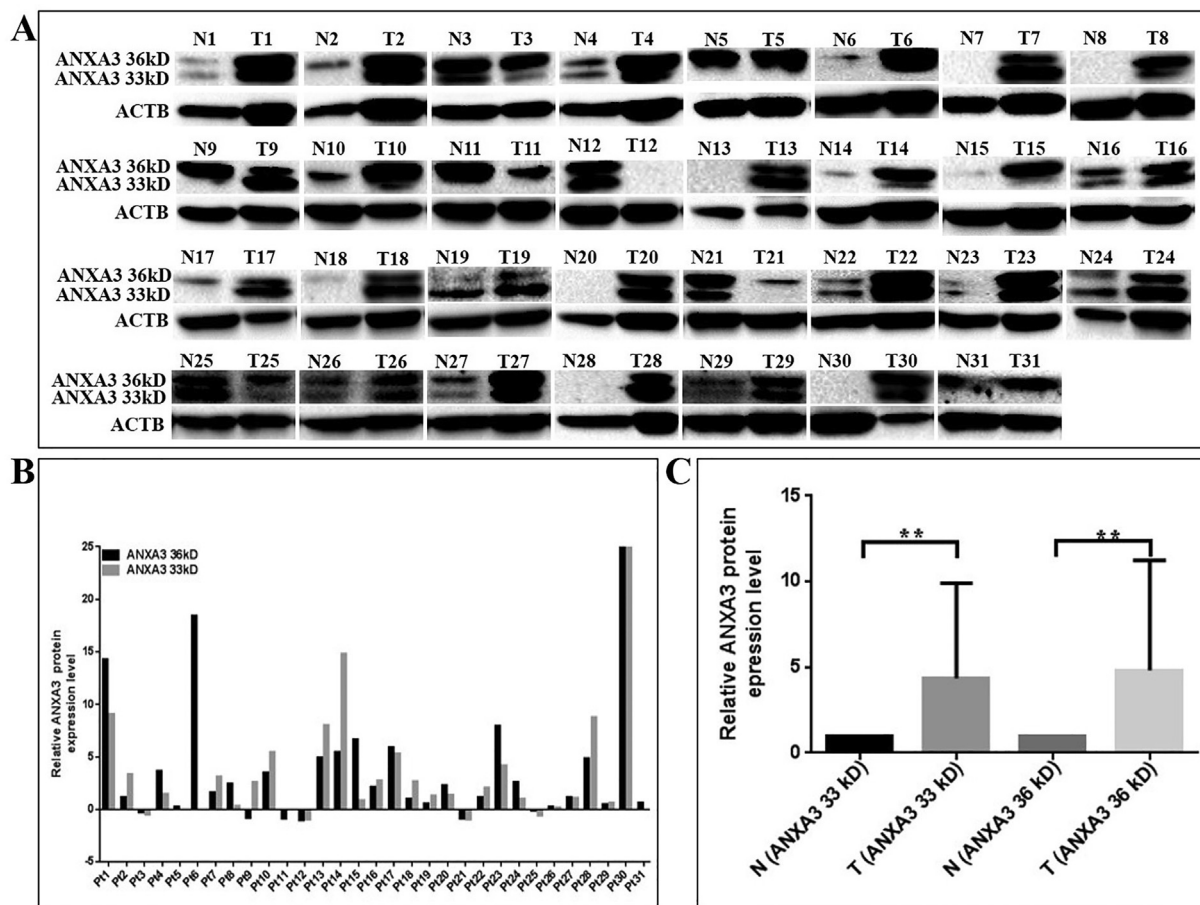 A
N1 T1 N2 T2 N3 T3 N4 T4 N5 T5 N6 T6 N7 T7 N8 T8
ANXA3 36kD
ANXA3 33kD
ACTB
N9 T9 N10 T10 N11 T11 N12 T12 N13 T13 N14 T14 N15 T15 N16 T16
ANXA3 36kD
ANXA3 33kD
ACTB
N17 T17 N18 T18 N19 T19 N20 T20 N21 T21 N22 T22 N23 T23 N24 T24
ANXA3 36kD
ANXA3 33kD
ACTB
N25 T25 N26 T26 N27 T27 N28 T28 N29 T29 N30 T30 N31 T31
ANXA3 36kD
ANXA3 33kD
ACTB
B
Relative ANXA3 protein
expression level
25
20
15
10
5
0
-5
ANXA3 36kD
ANXA3 33kD
Pt1 Pt2 Pt3 Pt4 Pt5 Pt6 Pt7 Pt8 Pt9 Pt10 Pt11 Pt12 Pt13 Pt14 Pt15 Pt16 Pt17 Pt18 Pt19 Pt20 Pt21 Pt22 Pt23 Pt24 Pt25 Pt26 Pt27 Pt28 Pt29 Pt30 Pt31
C
Relative ANXA3 protein
epression level
15
10
5
0
**
**
N (ANXA3 33 kD)
T (ANXA3 33 kD)
N (ANXA3 36 kD)
T (ANXA3 36 kD)